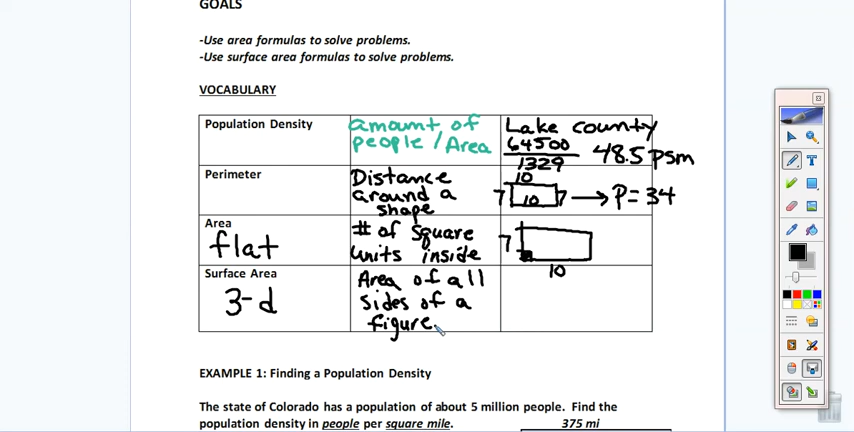 GOALS
-Use area formulas to solve problems.
-Use surface area formulas to solve problems.
VOCABULARY
Population Density
amount of
people / Area
Lake county
64500
1329
48.5 psm
Perimeter
Distance
around a
shape
10
7
10
7
P = 34
Area
flat
# of square
units inside
7
10
Surface Area
3-d
Area of all
sides of a
figure.
EXAMPLE 1: Finding a Population Density
The state of Colorado has a population of about 5 million people. Find the
population density in people per square mile.
375 mi
T